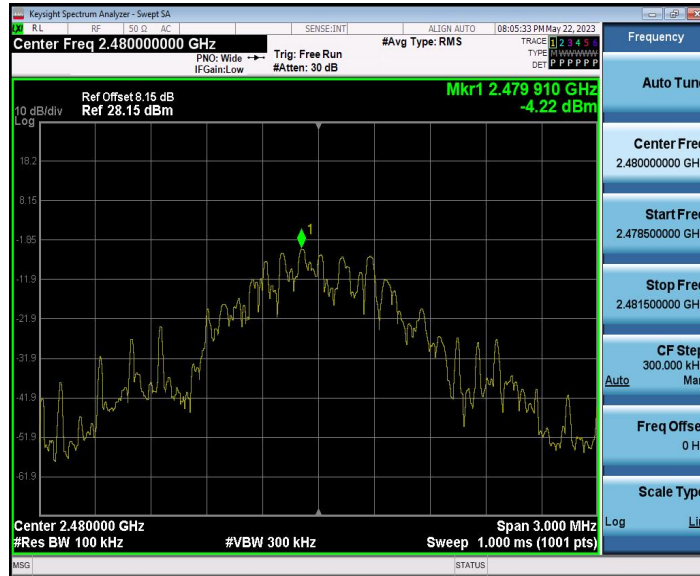 Keysight Spectrum Analyzer - Swept SA
LXI RL RF 50 Ω AC SENSE:INT ALIGN AUTO 08:05:33 PM May 22, 2023
Center Freq 2.480000000 GHz
PNO: Wide
IFGain:Low
Trig: Free Run
#Atten: 30 dB
#Avg Type: RMS
TRACE 1 2 3 4 5 6
TYPE M WWWWW
DET P P P P P P
Ref Offset 8.15 dB
Ref 28.15 dBm
10 dB/div
Log
Mkr1 2.479 910 GHz
-4.22 dBm
18.2
8.15
-1.85
-11.9
-21.9
-31.9
-41.9
-51.9
-61.9
1
Center 2.480000 GHz
Span 3.000 MHz
#Res BW 100 kHz
#VBW 300 kHz
Sweep 1.000 ms (1001 pts)
MSG
STATUS
Frequency
Auto Tun
Center Fre
2.480000000 GH
Start Fre
2.478500000 GH
Stop Fre
2.481500000 GH
CF Step
300.000 kH
Auto Ma
Freq Offse
0 H
Scale Type
Log Li